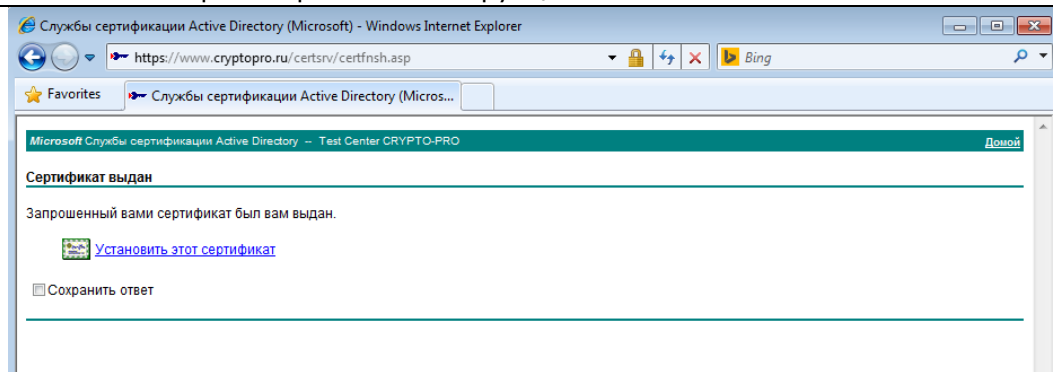 Службы сертификации Active Directory (Microsoft) - Windows Internet Explorer
https://www.cryptopro.ru/certsrv/certfnsh.asp
Bing
Favorites
Службы сертификации Active Directory (Micros...
Microsoft Службы сертификации Active Directory -- Test Center CRYPTO-PRO
Домой
Сертификат выдан
Запрошенный вами сертификат был вам выдан.
Установить этот сертификат
Сохранить ответ